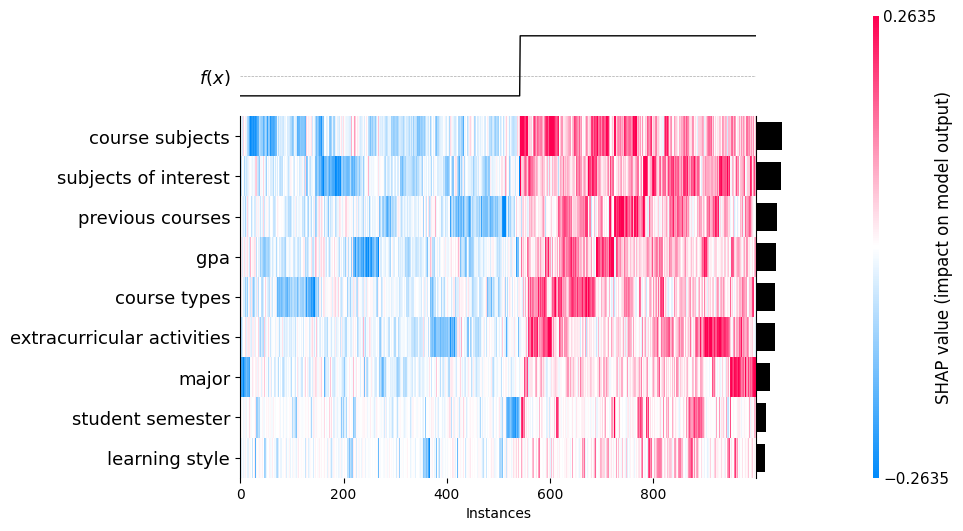 0.2635
f(x)
course subjects
subjects of interest
previous courses
gpa
course types
extracurricular activities
major
student semester
learning style
0 200 400 600 800
Instances
SHAP value (impact on model output)
−0.2635